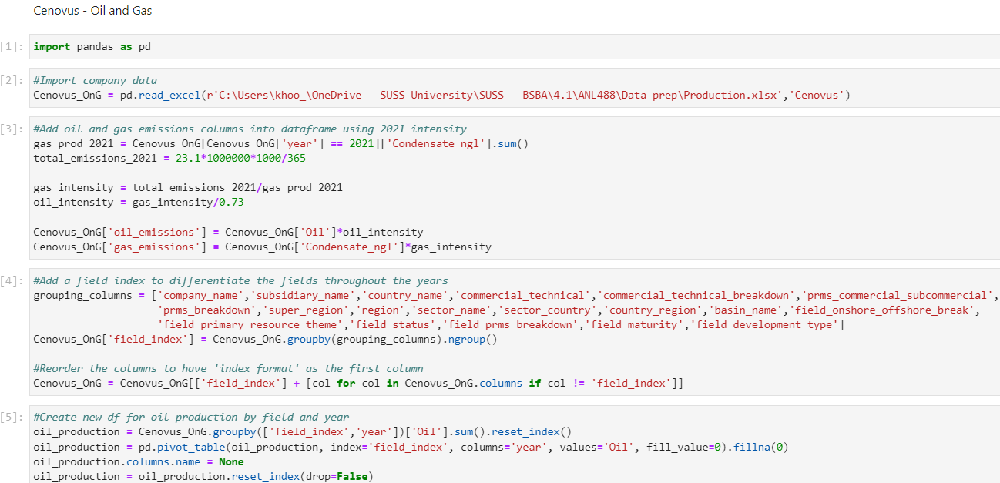 Cenovus - Oil and Gas
[1]: import pandas as pd
[2]: #Import company data
Cenovus_OnG = pd.read_excel(r'C:\Users\khoo_\OneDrive - SUSS University\SUSS - BSBA\4.1\ANL488\Data prep\Production.xlsx','Cenovus')
[3]: #Add oil and gas emissions columns into dataframe using 2021 intensity
gas_prod_2021 = Cenovus_OnG[Cenovus_OnG['year'] == 2021]['Condensate_ngl'].sum()
total_emissions_2021 = 23.1*1000000*1000/365
gas_intensity = total_emissions_2021/gas_prod_2021
oil_intensity = gas_intensity/0.73
Cenovus_OnG['oil_emissions'] = Cenovus_OnG['Oil']*oil_intensity
Cenovus_OnG['gas_emissions'] = Cenovus_OnG['Condensate_ngl']*gas_intensity
[4]: #Add a field index to differentiate the fields throughout the years
grouping_columns = ['company_name','subsidiary_name','country_name','commercial_technical','commercial_technical_breakdown','prms_commercial_subcommercial',
'prms_breakdown','super_region','region','sector_name','sector_country','country_region','basin_name','field_onshore_offshore_break',
'field_primary_resource_theme','field_status','field_prms_breakdown','field_maturity','field_development_type']
Cenovus_OnG['field_index'] = Cenovus_OnG.groupby(grouping_columns).ngroup()
#Reorder the columns to have 'index_format' as the first column
Cenovus_OnG = Cenovus_OnG[['field_index'] + [col for col in Cenovus_OnG.columns if col != 'field_index']]
[5]: #Create new df for oil production by field and year
oil_production = Cenovus_OnG.groupby(['field_index','year'])['Oil'].sum().reset_index()
oil_production = pd.pivot_table(oil_production, index='field_index', columns='year', values='Oil', fill_value=0).fillna(0)
oil_production.columns.name = None
oil_production = oil_production.reset_index(drop=False)